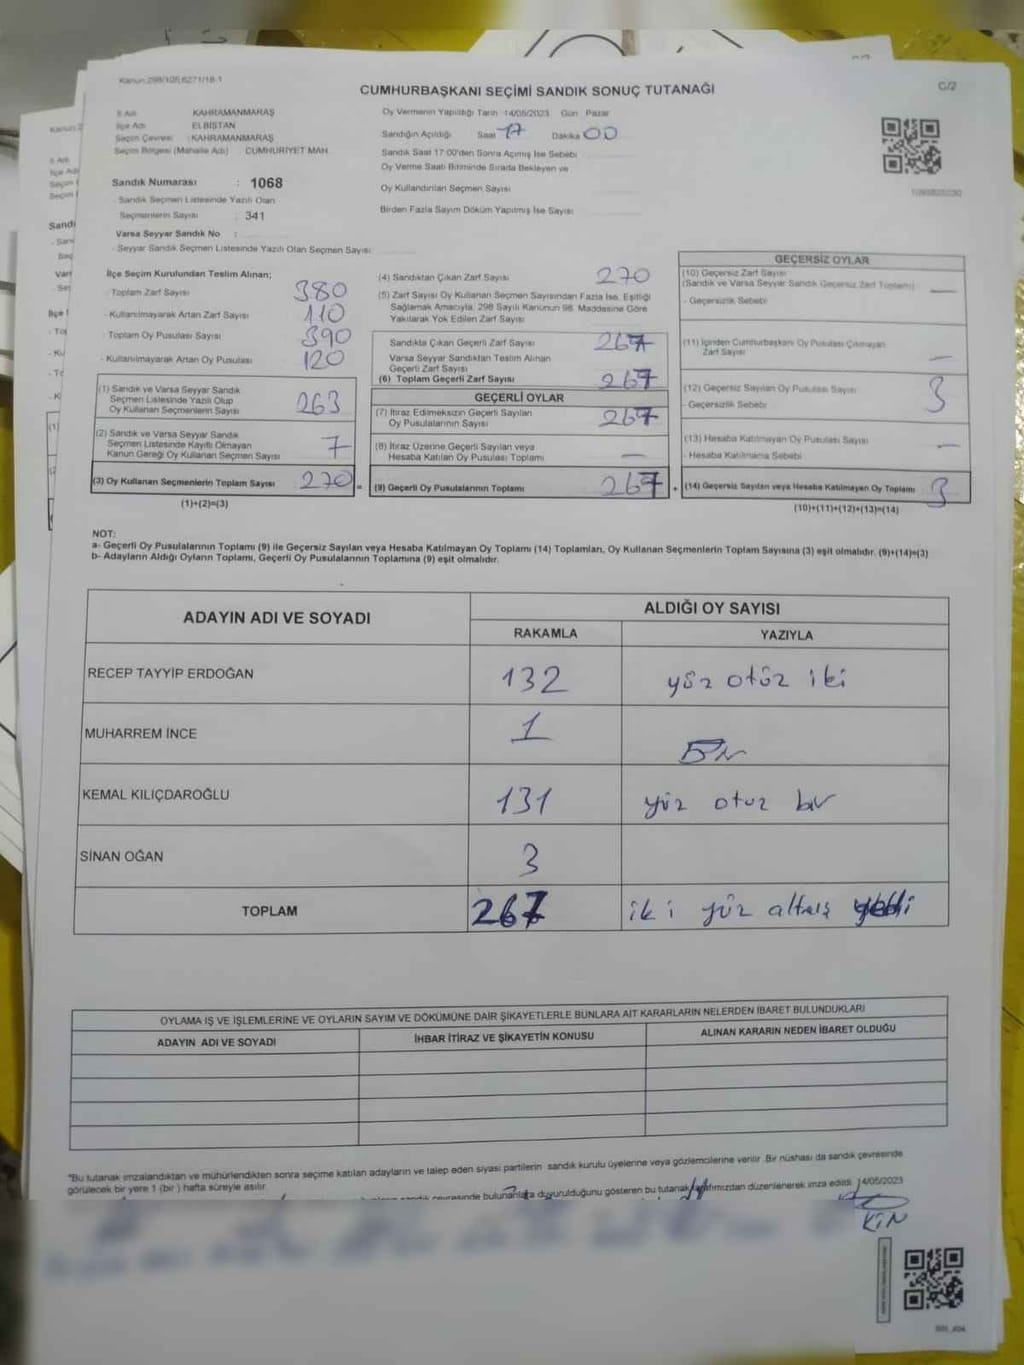 Kanun 298/105,6271/18-1
C/2
CUMHURBAŞKANI SEÇİMİ SANDIK SONUÇ TUTANAĞI
İl Adı KAHRAMANMARAŞ
İlçe Adı ELBİSTAN
Seçim Çevresi : KAHRAMANMARAŞ
Seçim Bölgesi (Mahalle Adı) CUMHURİYET MAH.
Sandık Numarası : 1068
- Sandık Seçmen Listesinde Yazılı Olan
Seçmenlerin Sayısı : 341
Varsa Seyyar Sandık No :
- Seyyar Sandık Seçmen Listesinde Yazılı Olan Seçmen Sayısı:
Oy Vermenin Yapıldığı Tarih 14/05/2023 Gün Pazar
Sandığın Açıldığı Saat 17 Dakika 00
Sandık Saat 17:00'den Sonra Açılmış İse Sebebi
Oy Verme Saati Bitiminde Sırada Bekleyen ve
Oy Kullandırılan Seçmen Sayısı
Birden Fazla Sayım Döküm Yapılmış İse Sayısı
İlçe Seçim Kurulundan Teslim Alınan;
- Toplam Zarf Sayısı 380
- Kullanılmayarak Artan Zarf Sayısı 110
- Toplam Oy Pusulası Sayısı 390
- Kullanılmayarak Artan Oy Pusulası 120
(1) Sandık ve Varsa Seyyar Sandık
Seçmen Listesinde Yazılı Olup
Oy Kullanan Seçmenlerin Sayısı 263
(2) Sandık ve Varsa Seyyar Sandık
Seçmen Listesinde Kayıtlı Olmayan
Kanun Gereği Oy Kullanan Seçmen Sayısı 7
(3) Oy Kullanan Seçmenlerin Toplam Sayısı 270 =
(1)+(2)=(3)
(4) Sandıktan Çıkan Zarf Sayısı 270
(5) Zarf Sayısı Oy Kullanan Seçmen Sayısından Fazla İse, Eşitliği
Sağlamak Amacıyla, 298 Sayılı Kanunun 98. Maddesine Göre
Yakılarak Yok Edilen Zarf Sayısı
Sandıkta Çıkan Geçerli Zarf Sayısı 267
Varsa Seyyar Sandıktan Teslim Alınan
Geçerli Zarf Sayısı
(6) Toplam Geçerli Zarf Sayısı 267
GEÇERLİ OYLAR
(7) İtiraz Edilmeksizin Geçerli Sayılan
Oy Pusulalarının Sayısı 267
(8) İtiraz Üzerine Geçerli Sayılan veya
Hesaba Katılan Oy Pusulası Toplamı —
(9) Geçerli Oy Pusulalarının Toplamı 267 +
GEÇERSİZ OYLAR
(10) Geçersiz Zarf Sayısı
(Sandık ve Varsa Seyyar Sandık Geçersiz Zarf Toplamı) —
- Geçersizlik Sebebi
(11) İçinden Cumhurbaşkanı Oy Pusulası Çıkmayan
Zarf Sayısı —
(12) Geçersiz Sayılan Oy Pusulası Sayısı 3
- Geçersizlik Sebebi
(13) Hesaba Katılmayan Oy Pusulası Sayısı —
- Hesaba Katılmama Sebebi
(14) Geçersiz Sayılan veya Hesaba Katılmayan Oy Toplamı 3
(10)+(11)+(12)+(13)=(14)
NOT:
a- Geçerli Oy Pusulalarının Toplamı (9) ile Geçersiz Sayılan veya Hesaba Katılmayan Oy Toplamı (14) Toplamları, Oy Kullanan Seçmenlerin Toplam Sayısına (3) eşit olmalıdır. (9)+(14)=(3)
b- Adayların Aldığı Oyların Toplamı, Geçerli Oy Pusulalarının Toplamına (9) eşit olmalıdır.
ADAYIN ADI VE SOYADI ALDIĞI OY SAYISI
RAKAMLA YAZIYLA
RECEP TAYYİP ERDOĞAN 132 yüz otüz iki
MUHARREM İNCE 1 Bir
KEMAL KILIÇDAROĞLU 131 yüz otuz bir
SİNAN OĞAN 3
TOPLAM 267 iki yüz altmış yedi
OYLAMA İŞ VE İŞLEMLERİNE VE OYLARIN SAYIM VE DÖKÜMÜNE DAİR ŞİKAYETLERLE BUNLARA AİT KARARLARIN NELERDEN İBARET BULUNDUKLARI
ADAYIN ADI VE SOYADI İHBAR İTİRAZ VE ŞİKAYETİN KONUSU ALINAN KARARIN NEDEN İBARET OLDUĞU
*Bu tutanak imzalandıktan ve mühürlendikten sonra seçime katılan adayların ve talep eden siyasi partilerin sandık kurulu üyelerine veya gözlemcilerine verilir. Bir nüshası da sandık çevresinde
görülecek bir yere 1 (bir) hafta süreyle asılır.
çevresinde bulunanlara duyurulduğunu gösteren bu tutanak tarafımızdan düzenlenerek imza edildi. 14/05/2023